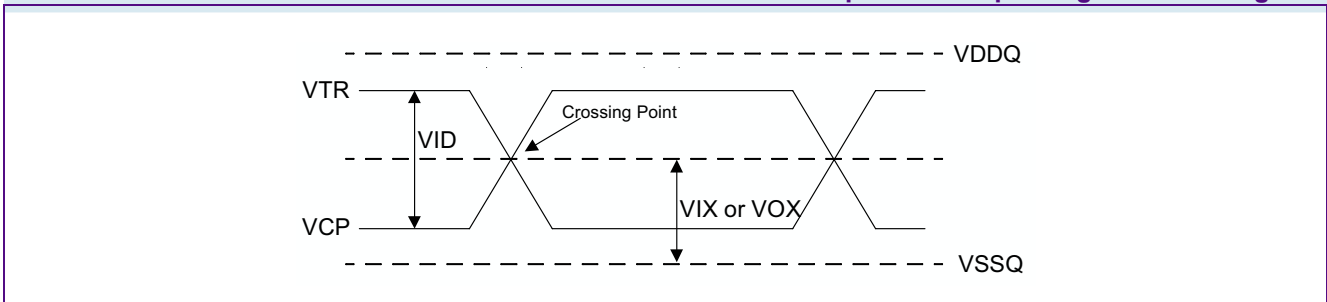 VDDQ
VTR
Crossing Point
VID
VIX or VOX
VCP
VSSQ